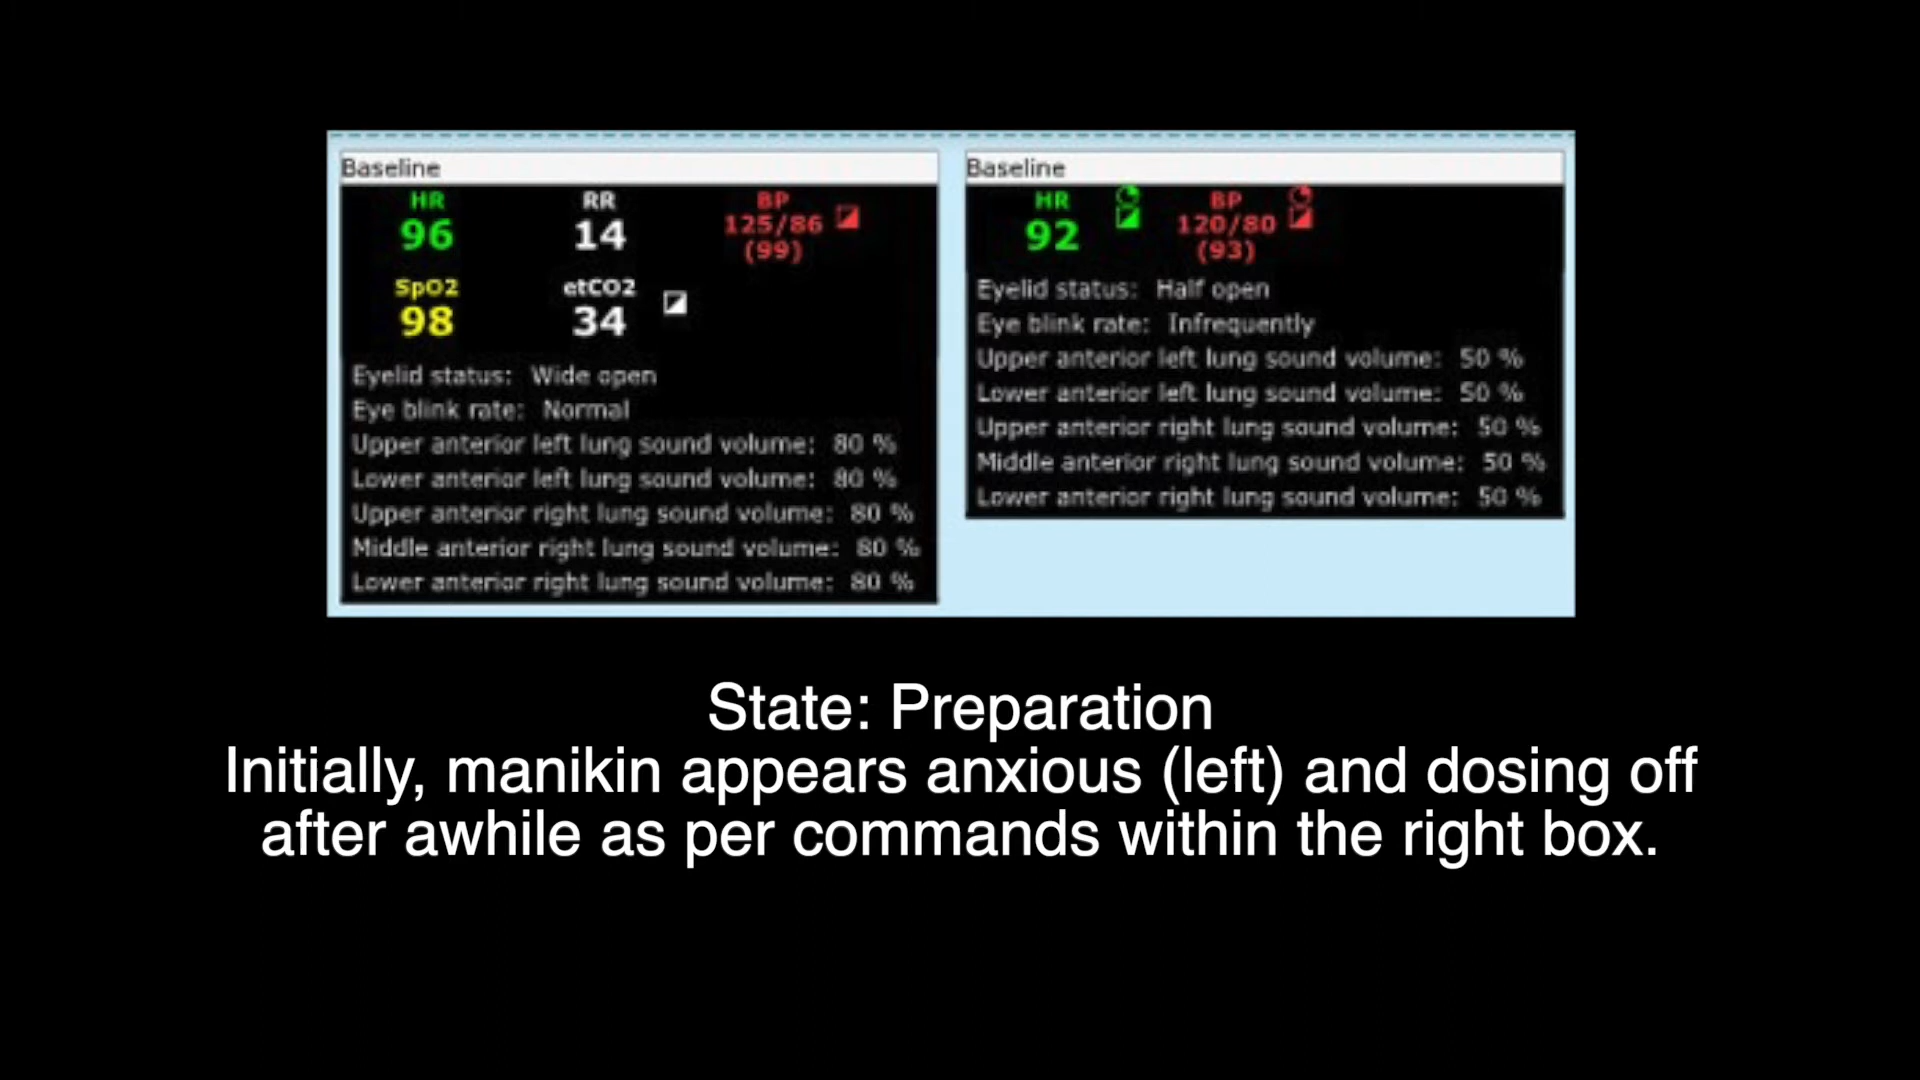 Baseline
HR RR BP
96 14 125/86
(99)
SpO2 etCO2
98 34
Eyelid status: Wide open
Eye blink rate: Normal
Upper anterior left lung sound volume: 80 %
Lower anterior left lung sound volume: 80 %
Upper anterior right lung sound volume: 80 %
Middle anterior right lung sound volume: 80 %
Lower anterior right lung sound volume: 80 %
Baseline
HR BP
92 120/80
(93)
Eyelid status: Half open
Eye blink rate: Infrequently
Upper anterior left lung sound volume: 50 %
Lower anterior left lung sound volume: 50 %
Upper anterior right lung sound volume: 50 %
Middle anterior right lung sound volume: 50 %
Lower anterior right lung sound volume: 50 %
State: Preparation
Initially, manikin appears anxious (left) and dosing off
after awhile as per commands within the right box.